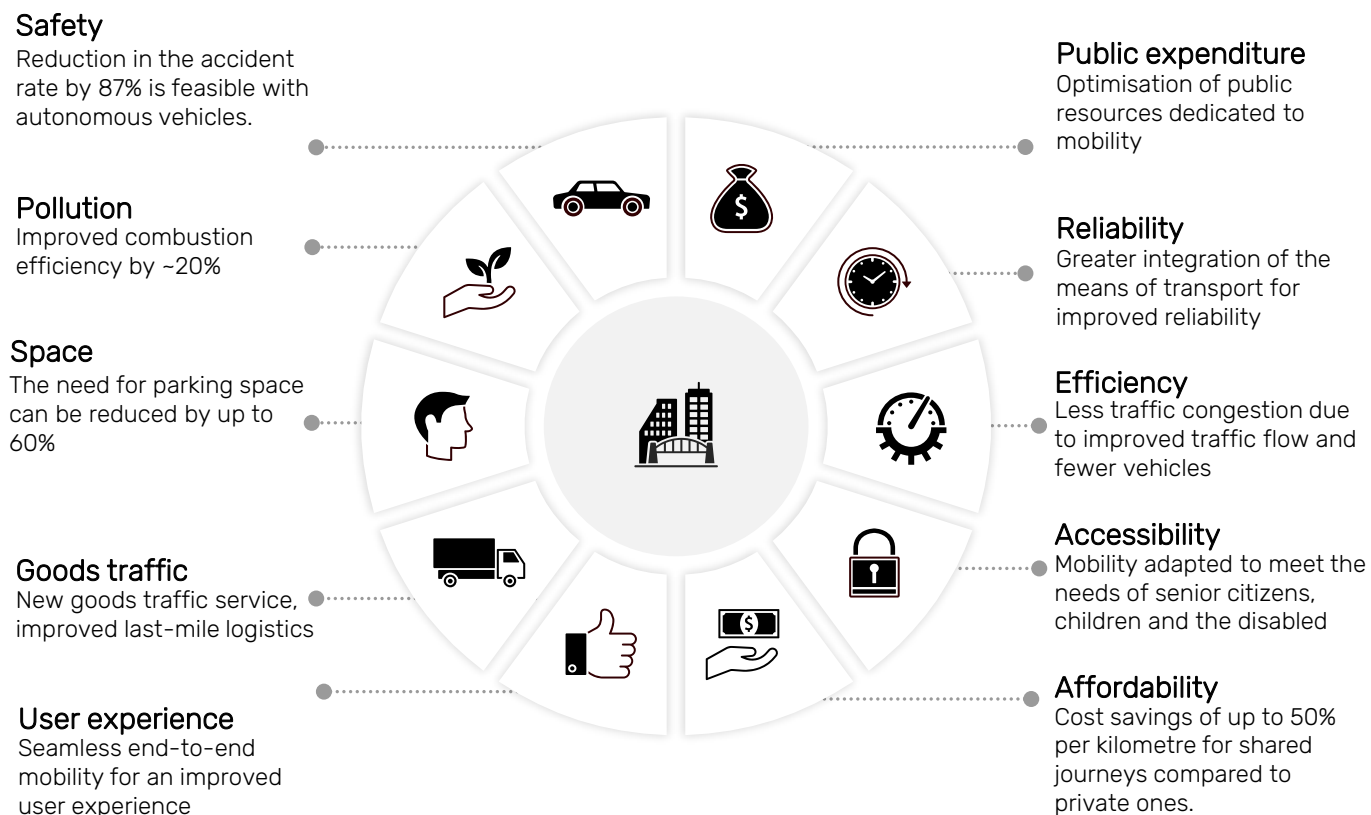 Safety
Reduction in the accident
rate by 87% is feasible with
autonomous vehicles.
Pollution
Improved combustion
efficiency by ~20%
Space
The need for parking space
can be reduced by up to
60%
Goods traffic
New goods traffic service,
improved last-mile logistics
User experience
Seamless end-to-end
mobility for an improved
user experience
Public expenditure
Optimisation of public
resources dedicated to
mobility
Reliability
Greater integration of the
means of transport for
improved reliability
Efficiency
Less traffic congestion due
to improved traffic flow and
fewer vehicles
Accessibility
Mobility adapted to meet the
needs of senior citizens,
children and the disabled
Affordability
Cost savings of up to 50%
per kilometre for shared
journeys compared to
private ones.
$
$